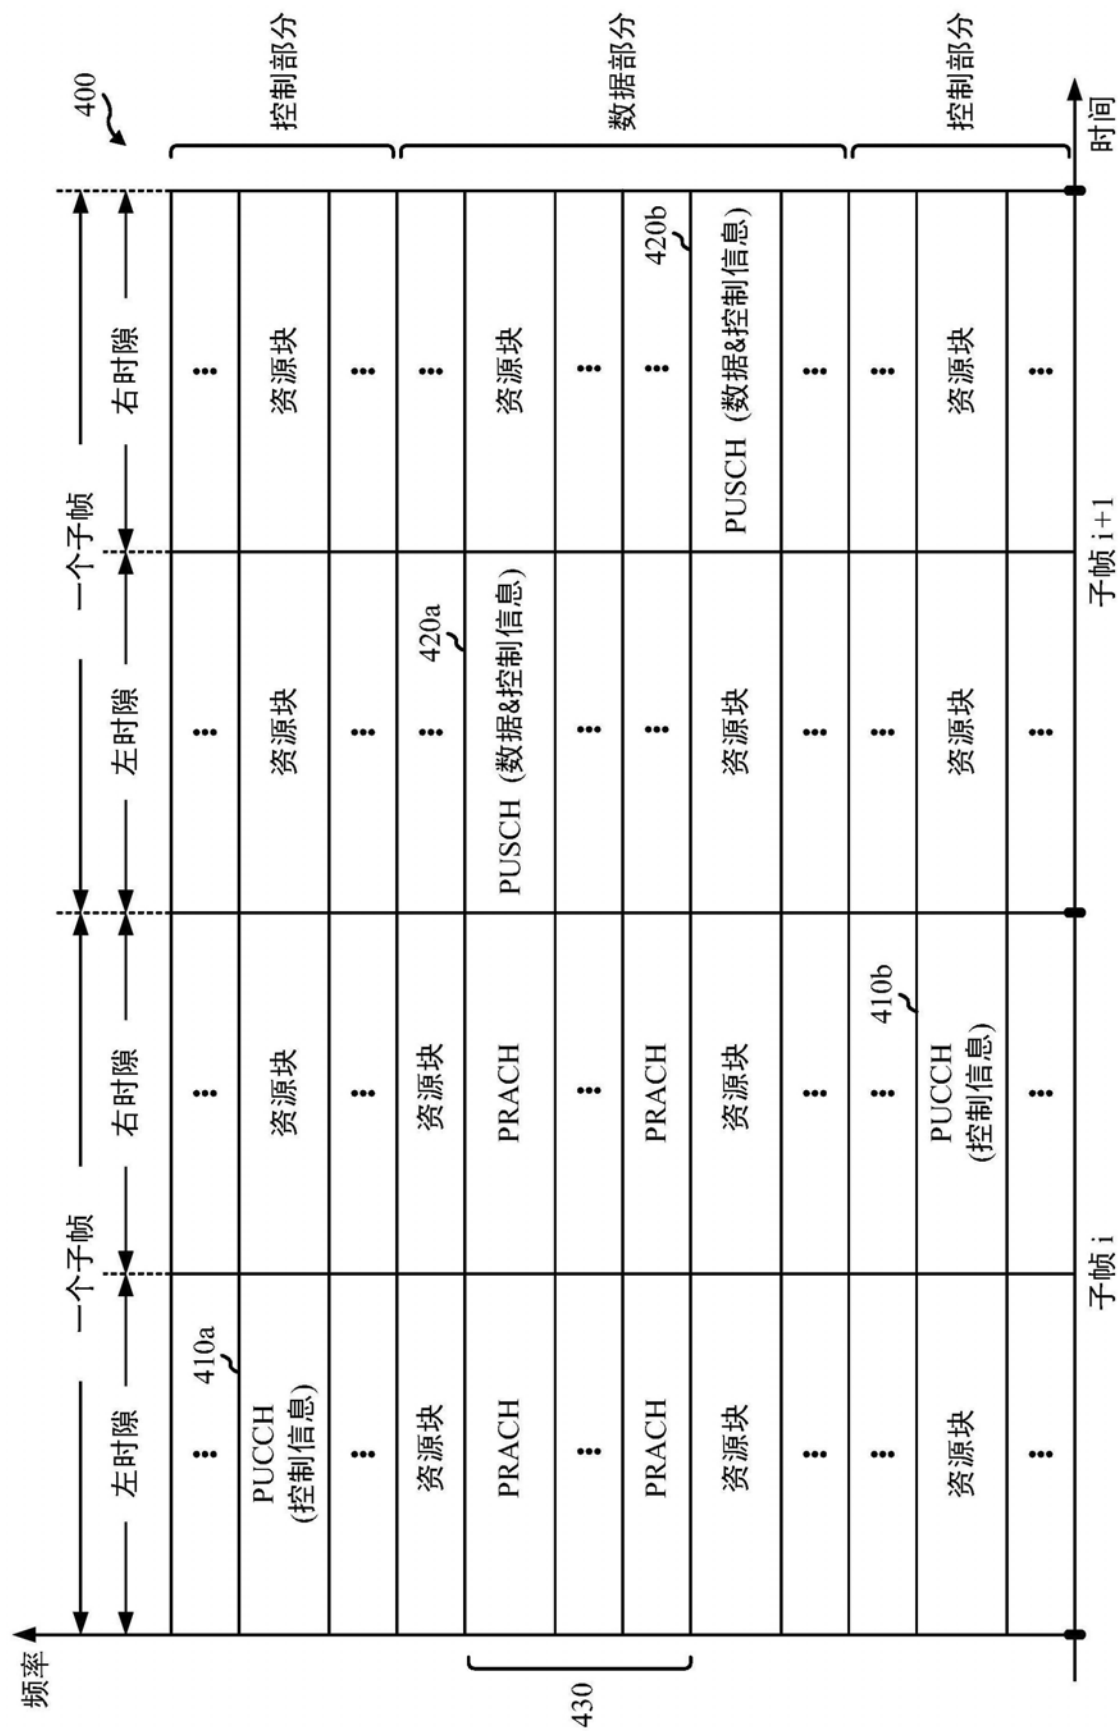 400
频率
一个子帧 一个子帧
左时隙 右时隙 左时隙 右时隙
410a
PUCCH
(控制信息)
资源块 资源块 资源块
420a
资源块 资源块
PRACH PRACH PUSCH (数据&控制信息) 资源块
PRACH PRACH
420b
资源块 资源块 资源块 PUSCH (数据&控制信息)
410b
资源块
PUCCH
(控制信息)
资源块 资源块
430
控制部分
数据部分
控制部分
子帧 i 子帧 i+1
时间